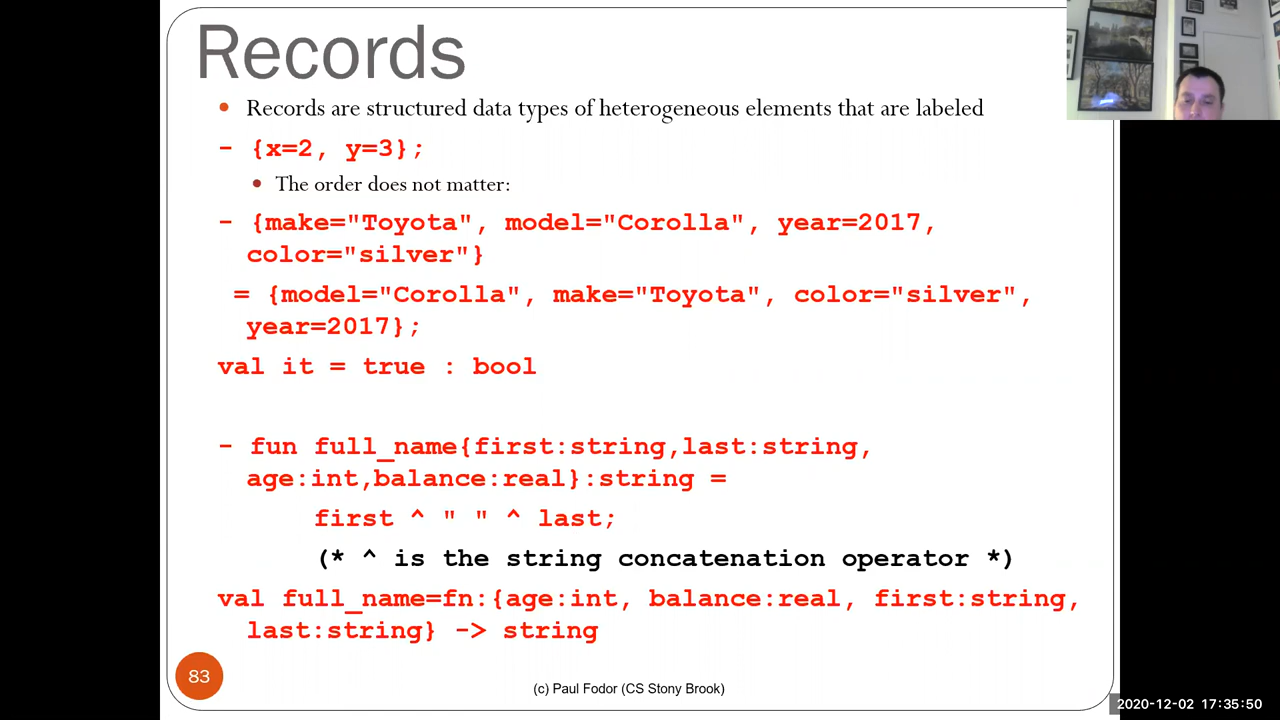 Records
• Records are structured data types of heterogeneous elements that are labeled
- {x=2, y=3};
• The order does not matter:
- {make="Toyota", model="Corolla", year=2017,
color="silver"}
= {model="Corolla", make="Toyota", color="silver",
year=2017};
val it = true : bool
- fun full_name{first:string,last:string,
age:int,balance:real}:string =
first ^ " " ^ last;
(* ^ is the string concatenation operator *)
val full_name=fn:{age:int, balance:real, first:string,
last:string} -> string
83
(c) Paul Fodor (CS Stony Brook)
2020-12-02 17:35:50